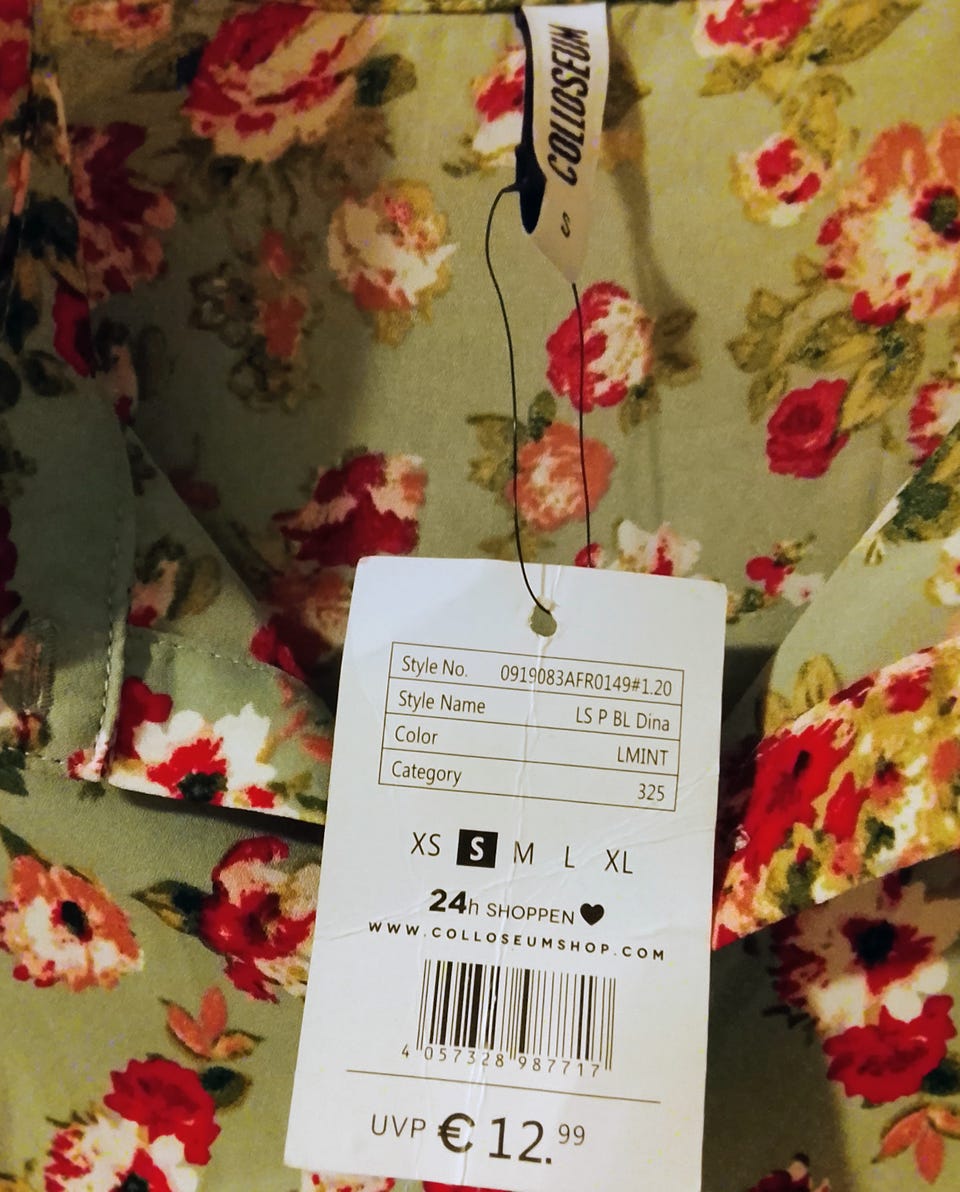 COLLOSEUM
S
Style No. 0919083AFR0149#1.20
Style Name LS P BL Dina
Color LMINT
Category 325
XS S M L XL
24h SHOPPEN
WWW.COLLOSEUMSHOP.COM
4 057328 987717
UVP € 12.99